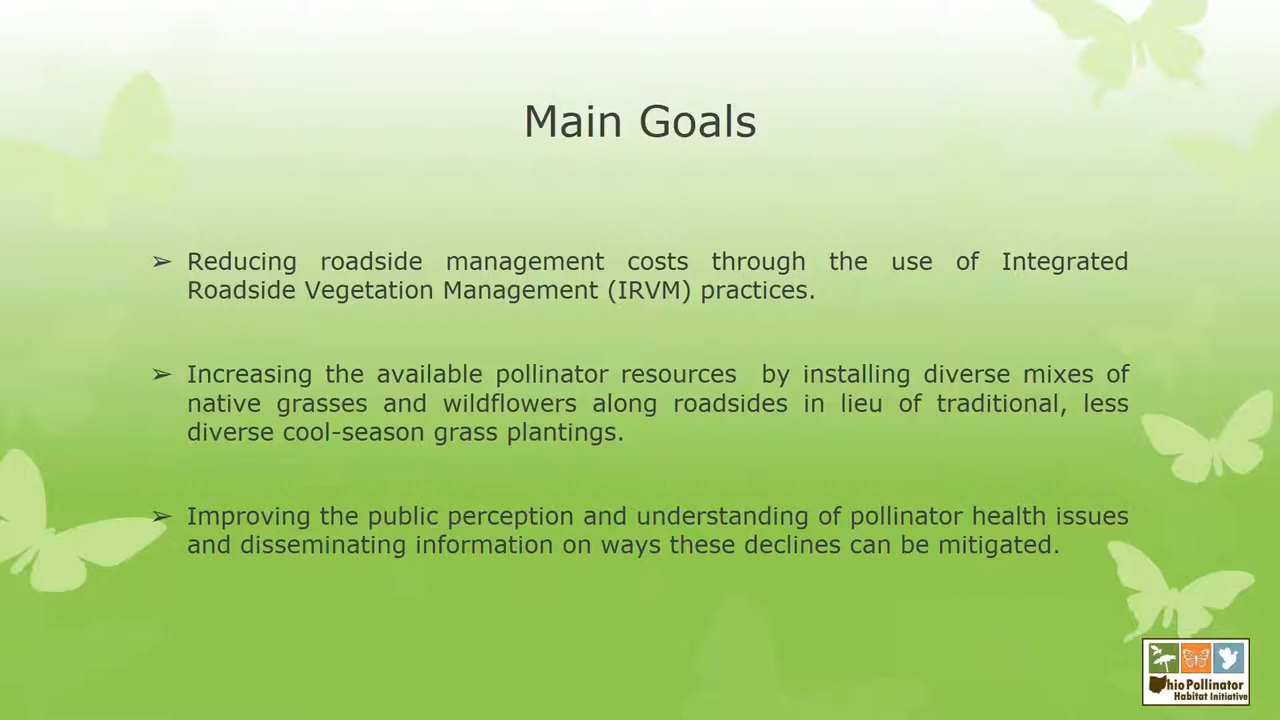 Main Goals
➢ Reducing roadside management costs through the use of Integrated
Roadside Vegetation Management (IRVM) practices.
➢ Increasing the available pollinator resources by installing diverse mixes of
native grasses and wildflowers along roadsides in lieu of traditional, less
diverse cool-season grass plantings.
➢ Improving the public perception and understanding of pollinator health issues
and disseminating information on ways these declines can be mitigated.
Ohio Pollinator
Habitat Initiative